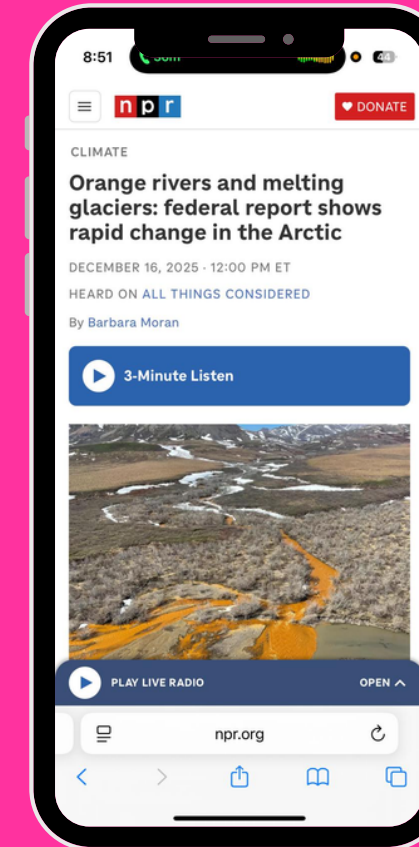 8:51
44
npr
DONATE
CLIMATE
Orange rivers and melting
glaciers: federal report shows
rapid change in the Arctic
DECEMBER 16, 2025 · 12:00 PM ET
HEARD ON ALL THINGS CONSIDERED
By Barbara Moran
3-Minute Listen
PLAY LIVE RADIO
OPEN
npr.org